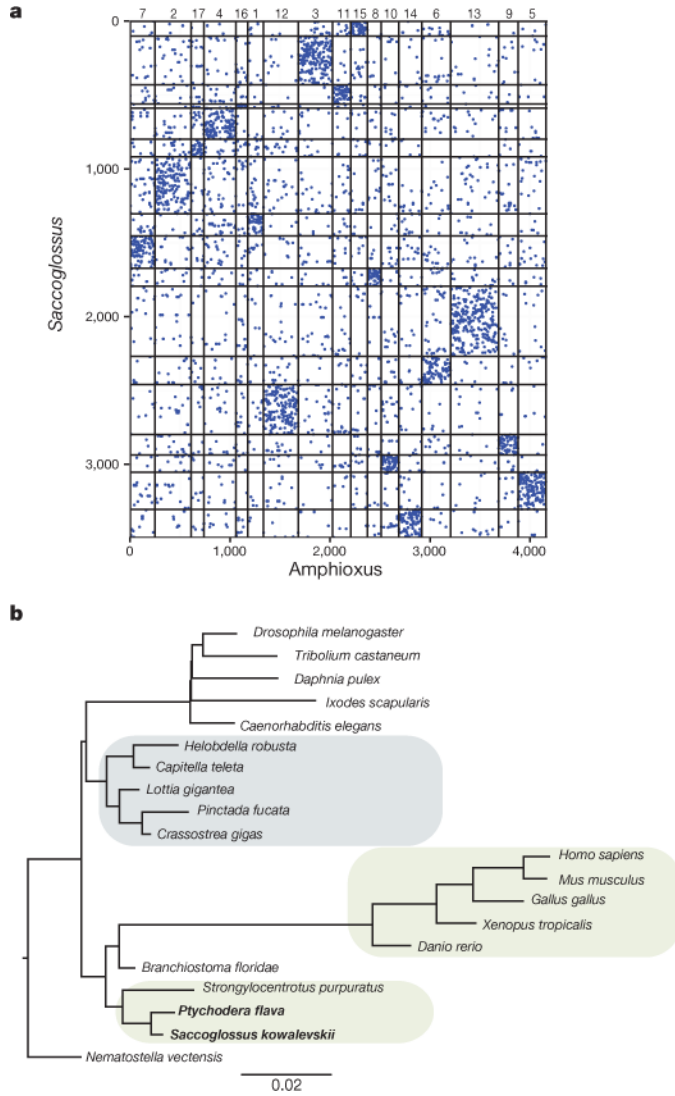 a
7 2 17 4 16 1 12 3 11 15 8 10 14 6 13 9 5
0
1,000
2,000
3,000
Saccoglossus
0 1,000 2,000 3,000 4,000
Amphioxus
b
Drosophila melanogaster
Tribolium castaneum
Daphnia pulex
Ixodes scapularis
Caenorhabditis elegans
Helobdella robusta
Capitella teleta
Lottia gigantea
Pinctada fucata
Crassostrea gigas
Homo sapiens
Mus musculus
Gallus gallus
Xenopus tropicalis
Danio rerio
Branchiostoma floridae
Strongylocentrotus purpuratus
Ptychodera flava
Saccoglossus kowalevskii
Nematostella vectensis
0.02